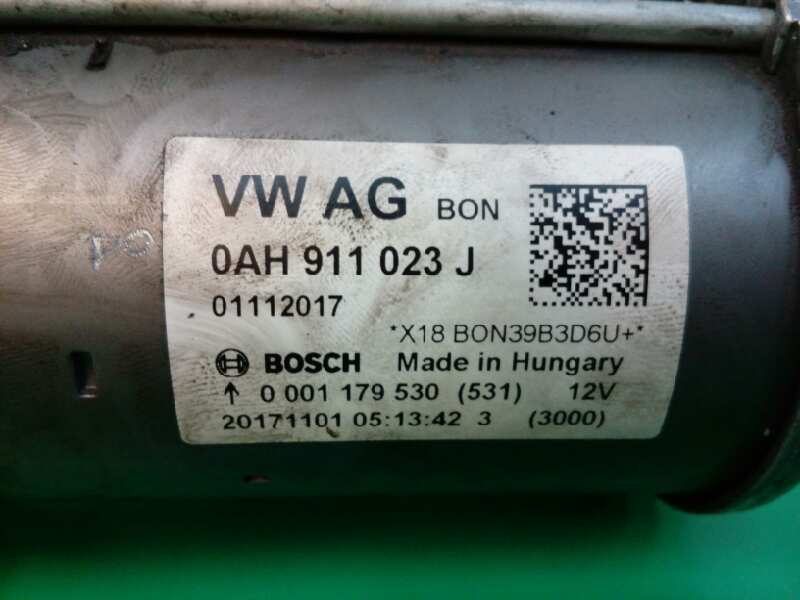 VW AG BON
0AH 911 023 J
01112017
*X18 BON39B3D6U+*
BOSCH Made in Hungary
↑ 0 001 179 530 (531) 12V
20171101 05:13:42 3 (3000)